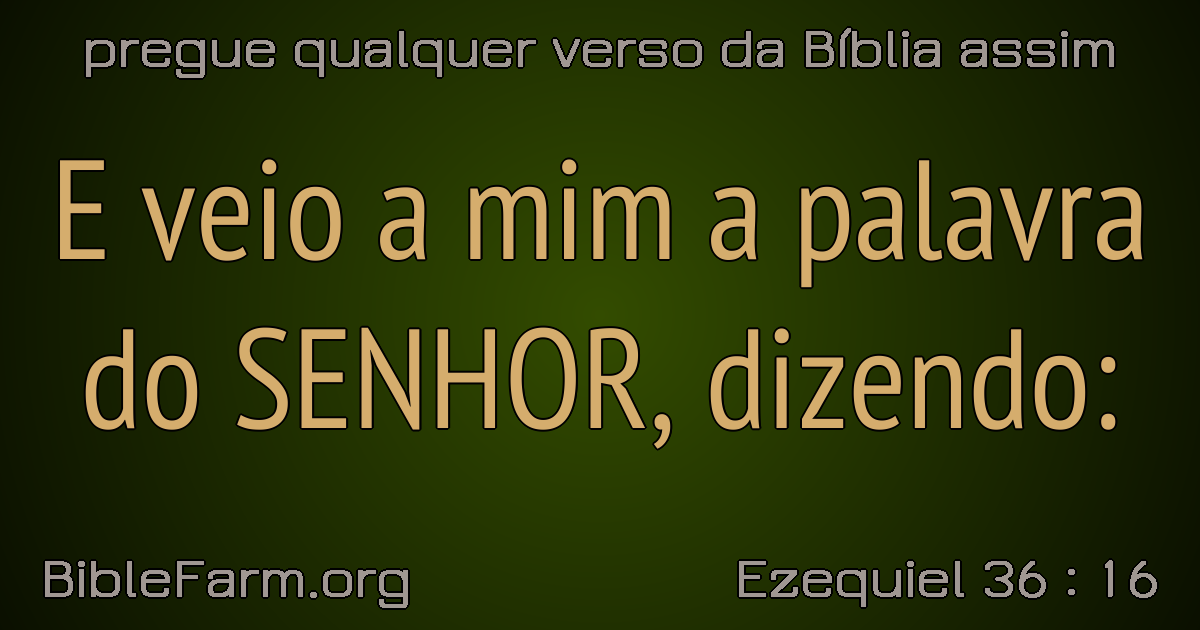 pregue qualquer verso da Bíblia assim
E veio a mim a palavra
do SENHOR, dizendo:
BibleFarm.org
Ezequiel 36 : 16